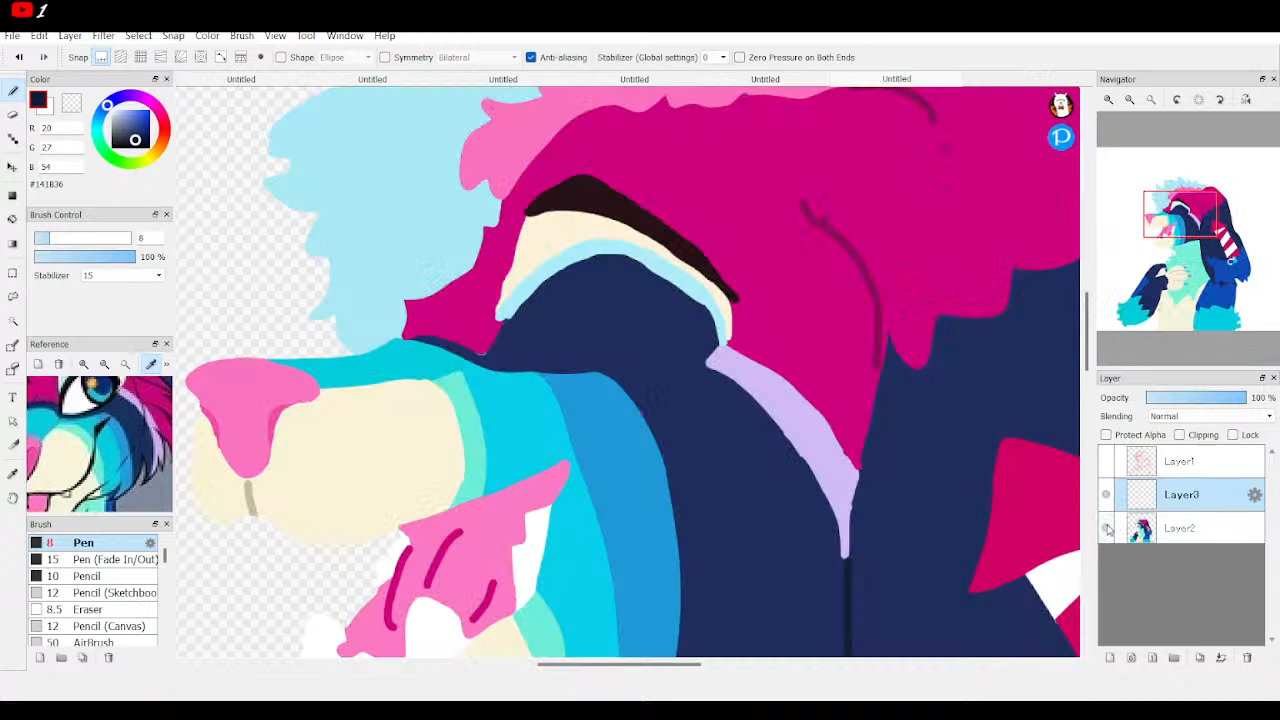 1
File Edit Layer Filter Select Snap Color Brush View Tool Window Help
Snap Shape Ellipse Symmetry Bilateral Anti-aliasing Stabilizer (Global settings) 0 Zero Pressure on Both Ends
Color Untitled Untitled Untitled Untitled Untitled Untitled Navigator
R 20
G 27
B 54
#141B36
Brush Control
8
100 %
Stabilizer 15
Reference
Brush
8 Pen
15 Pen (Fade In/Out)
10 Pencil
12 Pencil (Sketchboo
8.5 Eraser
12 Pencil (Canvas)
50 AirBrush
Layer
Opacity 100 %
Blending Normal
Protect Alpha Clipping Lock
Layer1
Layer3
Layer2